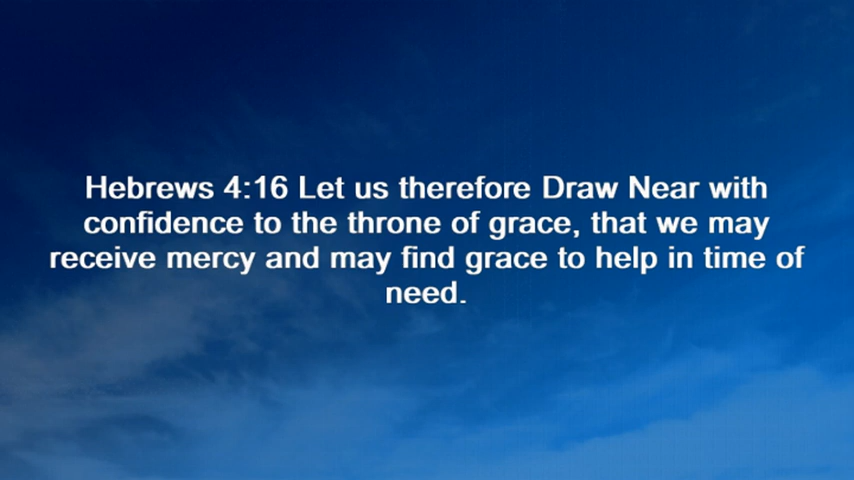 Hebrews 4:16 Let us therefore Draw Near with
confidence to the throne of grace, that we may
receive mercy and may find grace to help in time of
need.